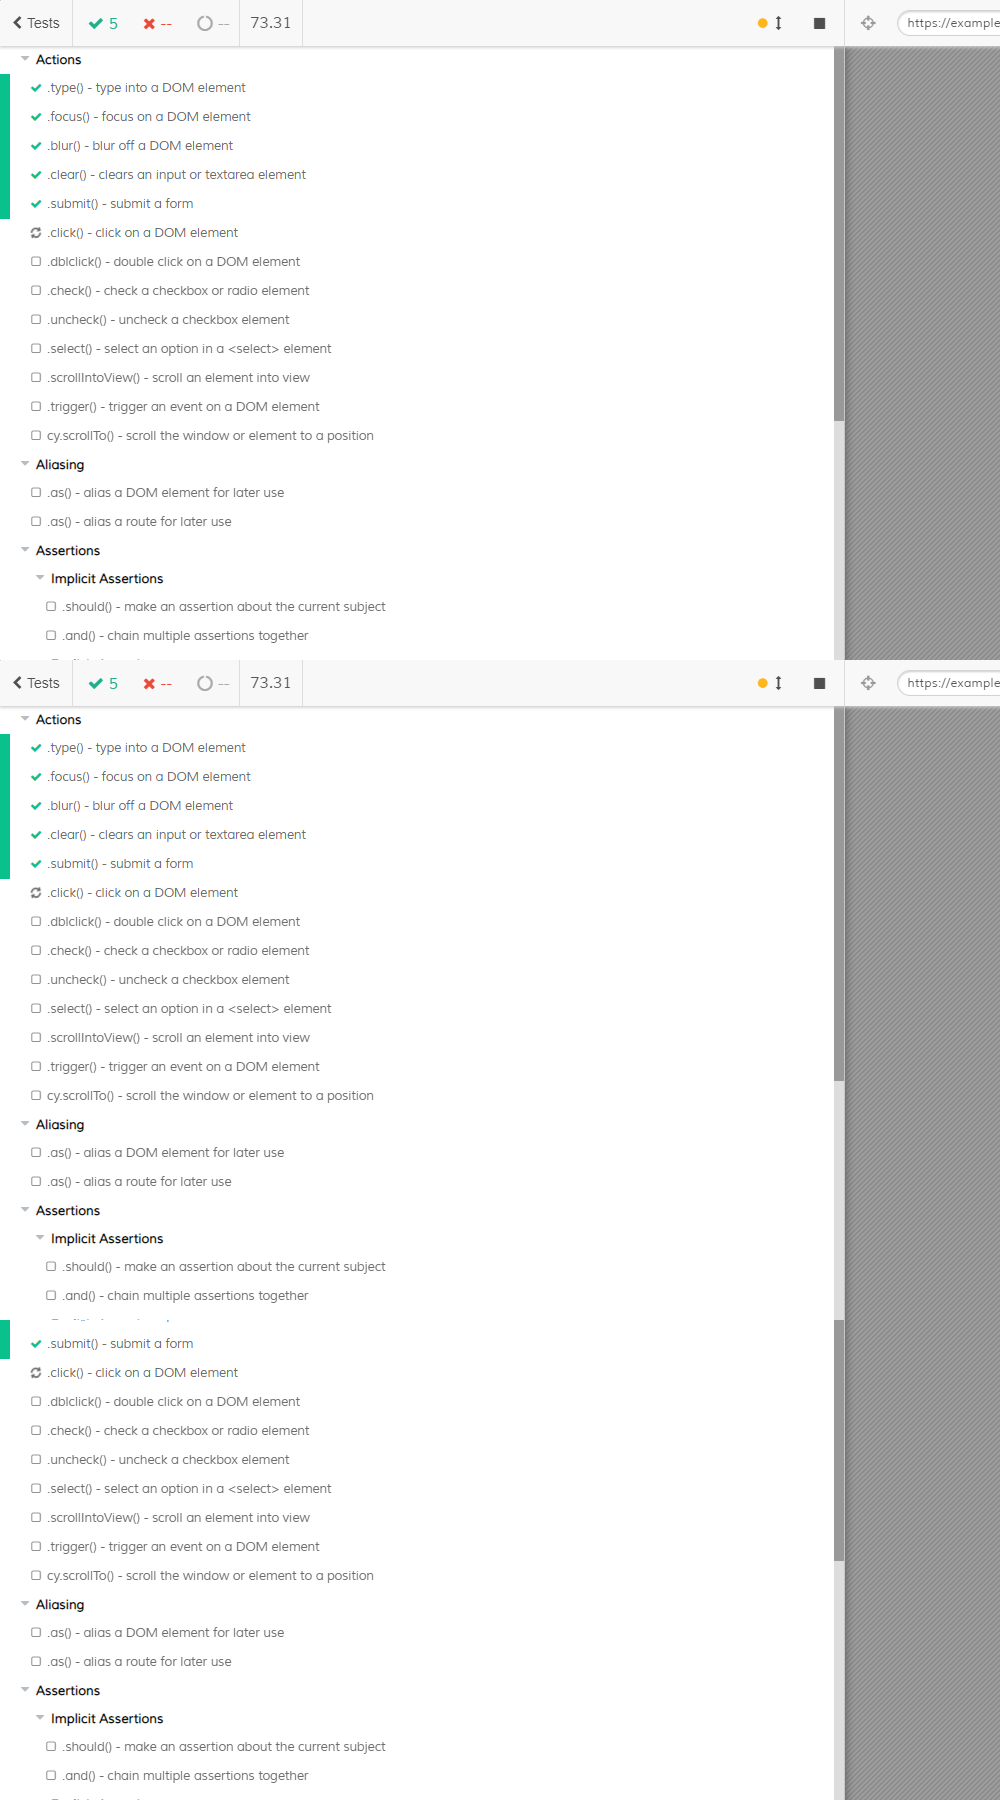 Tests 5 -- -- 73.31 https://example
Actions
.type() - type into a DOM element
.focus() - focus on a DOM element
.blur() - blur off a DOM element
.clear() - clears an input or textarea element
.submit() - submit a form
.click() - click on a DOM element
.dblclick() - double click on a DOM element
.check() - check a checkbox or radio element
.uncheck() - uncheck a checkbox element
.select() - select an option in a <select> element
.scrollIntoView() - scroll an element into view
.trigger() - trigger an event on a DOM element
cy.scrollTo() - scroll the window or element to a position
Aliasing
.as() - alias a DOM element for later use
.as() - alias a route for later use
Assertions
Implicit Assertions
.should() - make an assertion about the current subject
.and() - chain multiple assertions together
Tests 5 -- -- 73.31 https://example
Actions
.type() - type into a DOM element
.focus() - focus on a DOM element
.blur() - blur off a DOM element
.clear() - clears an input or textarea element
.submit() - submit a form
.click() - click on a DOM element
.dblclick() - double click on a DOM element
.check() - check a checkbox or radio element
.uncheck() - uncheck a checkbox element
.select() - select an option in a <select> element
.scrollIntoView() - scroll an element into view
.trigger() - trigger an event on a DOM element
cy.scrollTo() - scroll the window or element to a position
Aliasing
.as() - alias a DOM element for later use
.as() - alias a route for later use
Assertions
Implicit Assertions
.should() - make an assertion about the current subject
.and() - chain multiple assertions together
.submit() - submit a form
.click() - click on a DOM element
.dblclick() - double click on a DOM element
.check() - check a checkbox or radio element
.uncheck() - uncheck a checkbox element
.select() - select an option in a <select> element
.scrollIntoView() - scroll an element into view
.trigger() - trigger an event on a DOM element
cy.scrollTo() - scroll the window or element to a position
Aliasing
.as() - alias a DOM element for later use
.as() - alias a route for later use
Assertions
Implicit Assertions
.should() - make an assertion about the current subject
.and() - chain multiple assertions together